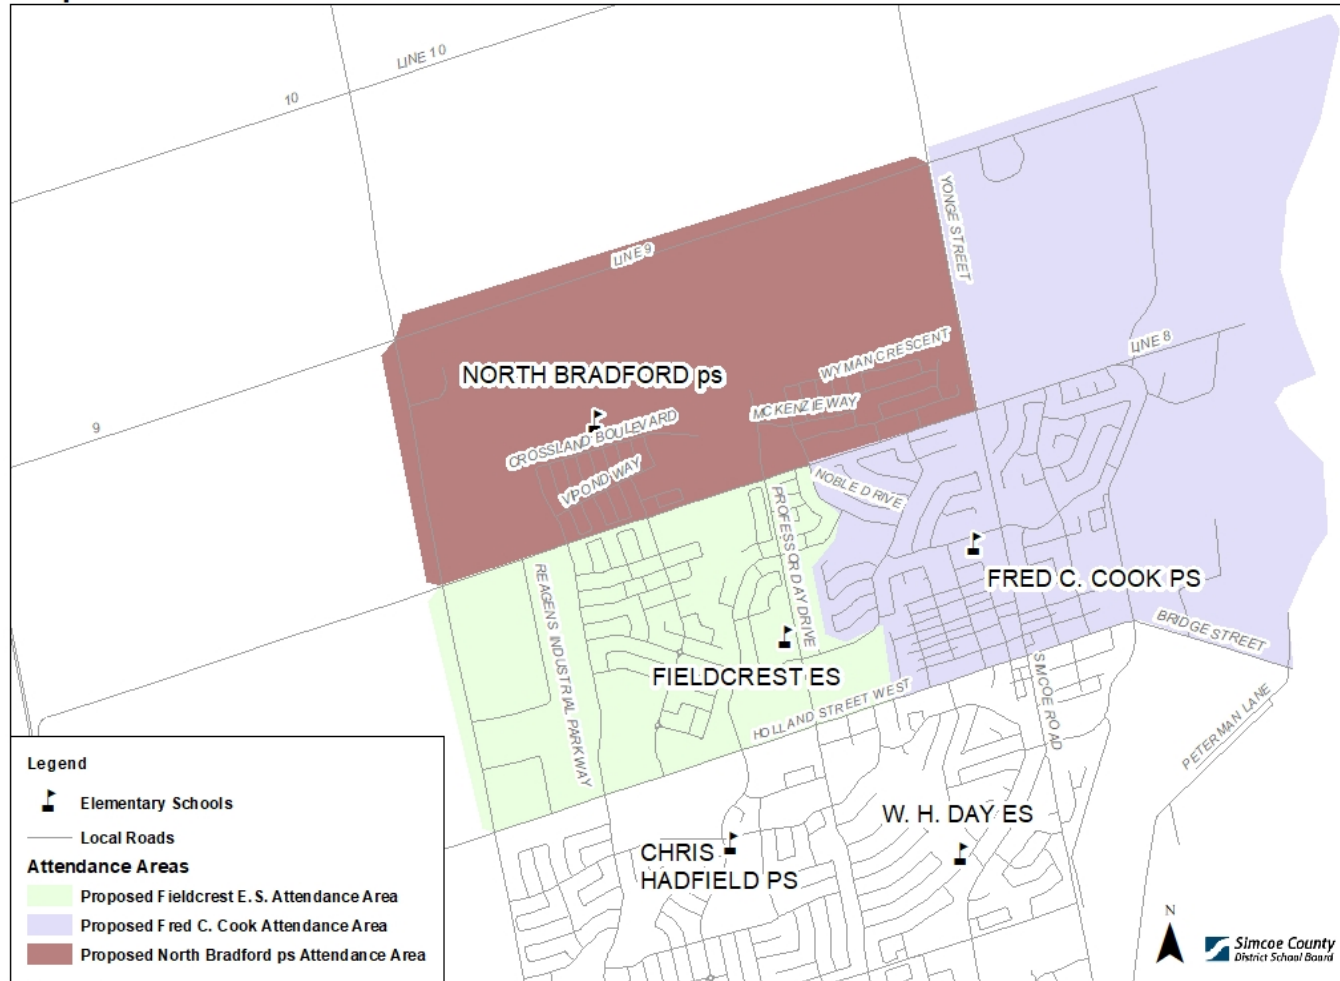 LINE 10
10
YONGE STREET
LINE 9
LINE 8
WYMAN CRESCENT
NORTH BRADFORD ps
MCKENZIE WAY
9
CROSSLAND BOULEVARD
VIPOND WAY
NOBLE DRIVE
PROFESSOR DAY DRIVE
FRED C. COOK PS
REAGENS INDUSTRIAL PARKWAY
BRIDGE STREET
FIELDCREST ES
SIMCOE ROAD
HOLLAND STREET WEST
PETERMAN LANE
W. H. DAY ES
CHRIS
HADFIELD PS
Legend
Elementary Schools
Local Roads
Attendance Areas
Proposed Fieldcrest E. S. Attendance Area
Proposed Fred C. Cook Attendance Area
Proposed North Bradford ps Attendance Area
N
Simcoe County
District School Board